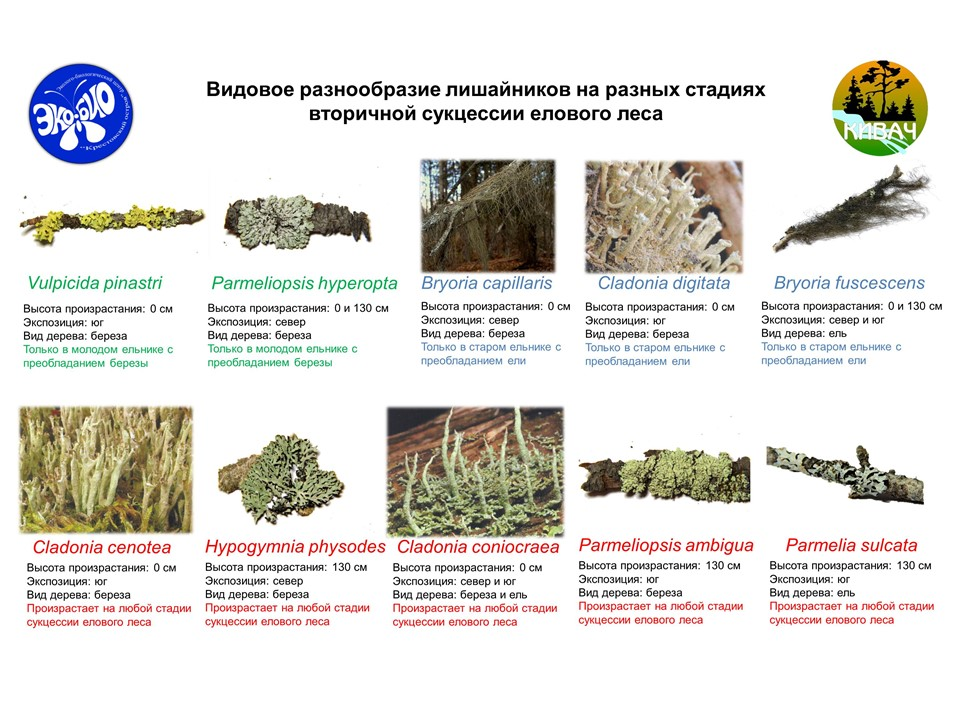 Эколого-биологический центр "Крестовский остров"
ЭКО-БИО
КИВАЧ
Видовое разнообразие лишайников на разных стадиях
вторичной сукцессии елового леса
Vulpicida pinastri
Высота произрастания: 0 см
Экспозиция: юг
Вид дерева: береза
Только в молодом ельнике с
преобладанием березы
Parmeliopsis hyperopta
Высота произрастания: 0 и 130 см
Экспозиция: север
Вид дерева: береза
Только в молодом ельнике с
преобладанием березы
Bryoria capillaris
Высота произрастания: 0 см
Экспозиция: север
Вид дерева: береза
Только в старом ельнике с
преобладанием ели
Cladonia digitata
Высота произрастания: 0 см
Экспозиция: юг
Вид дерева: береза
Только в старом ельнике с
преобладанием ели
Bryoria fuscescens
Высота произрастания: 0 и 130 см
Экспозиция: север и юг
Вид дерева: ель
Только в старом ельнике с
преобладанием ели
Cladonia cenotea
Высота произрастания: 0 см
Экспозиция: юг
Вид дерева: береза
Произрастает на любой стадии
сукцессии елового леса
Hypogymnia physodes
Высота произрастания: 130 см
Экспозиция: север
Вид дерева: береза
Произрастает на любой стадии
сукцессии елового леса
Cladonia coniocraea
Высота произрастания: 0 см
Экспозиция: север и юг
Вид дерева: береза и ель
Произрастает на любой стадии
сукцессии елового леса
Parmeliopsis ambigua
Высота произрастания: 130 см
Экспозиция: юг
Вид дерева: береза
Произрастает на любой стадии
сукцессии елового леса
Parmelia sulcata
Высота произрастания: 130 см
Экспозиция: юг
Вид дерева: ель
Произрастает на любой стадии
сукцессии елового леса